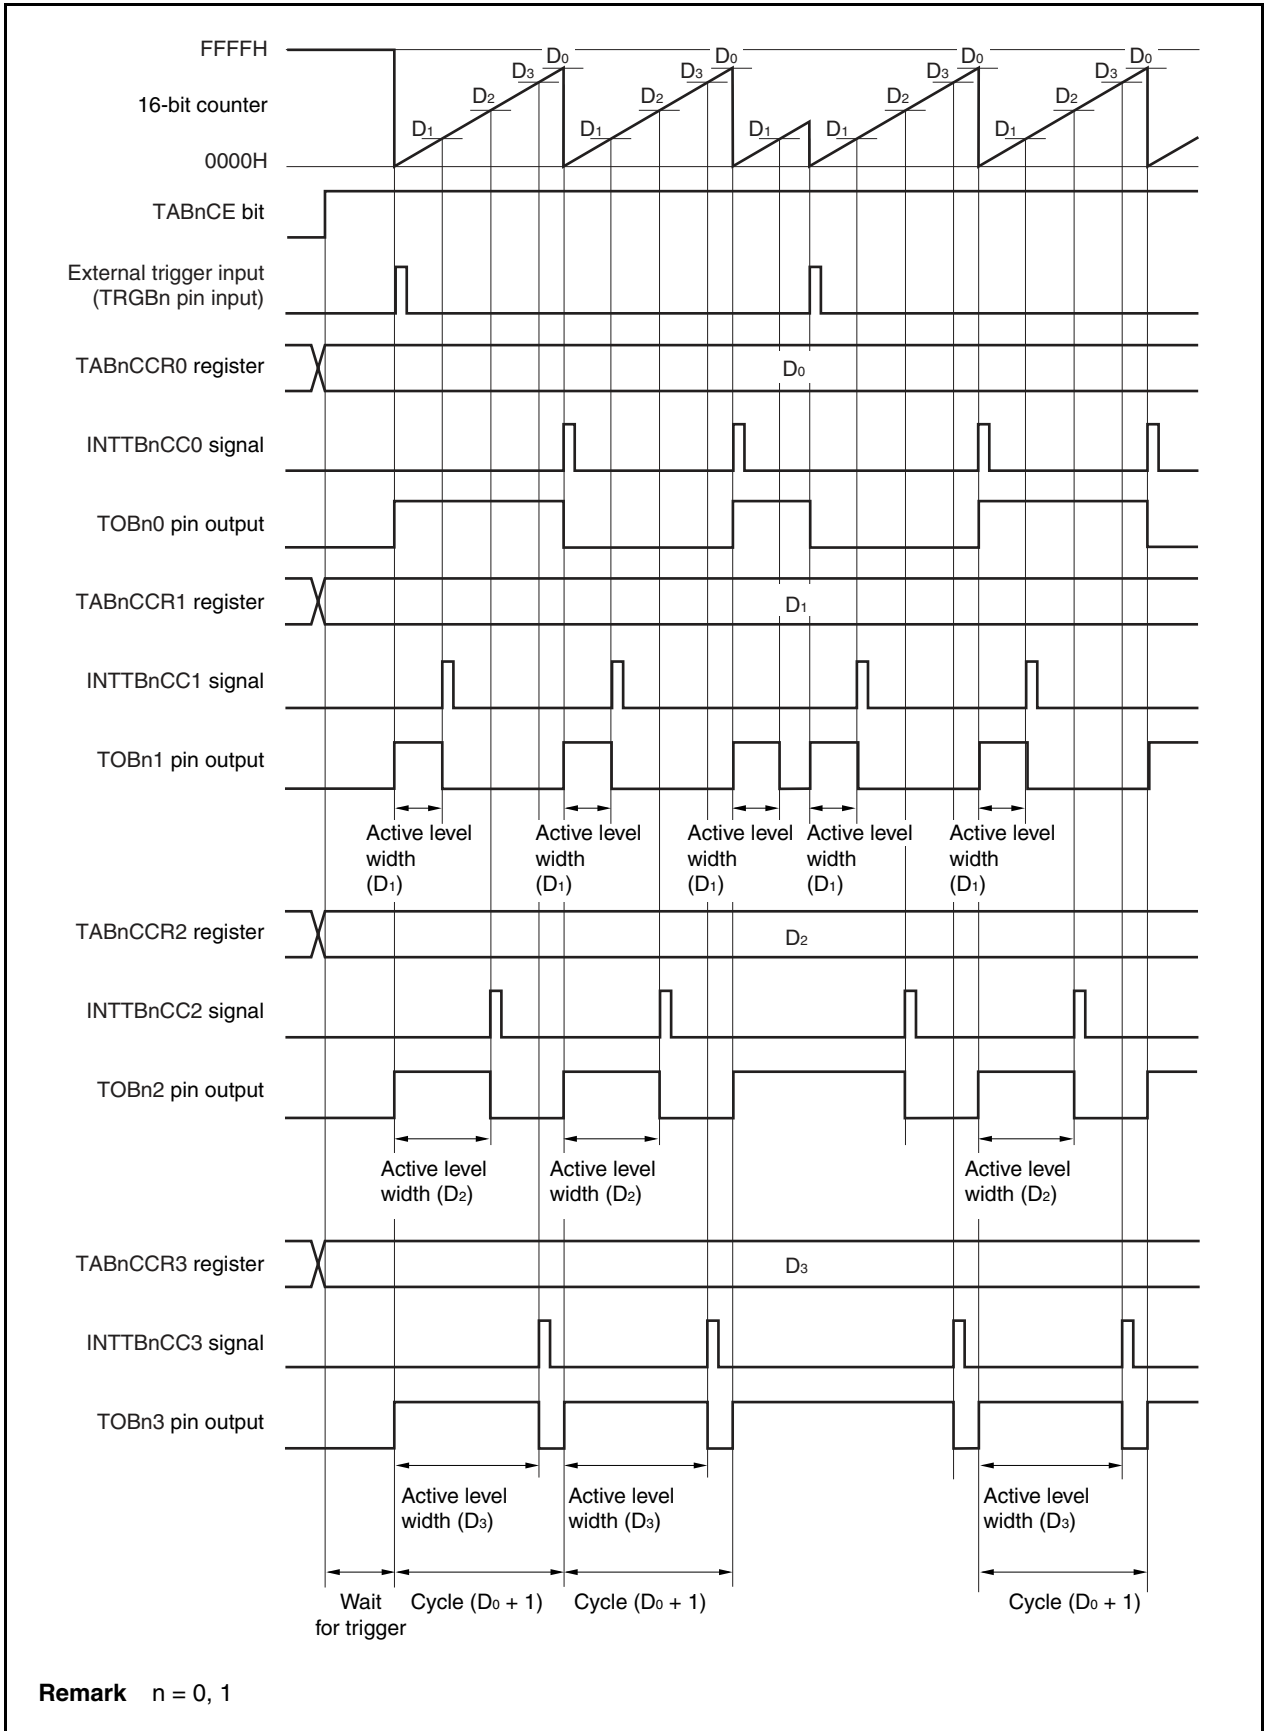 FFFFH
D0 D0 D0 D0
D3 D3 D3 D3
16-bit counter
D2 D2 D2 D2
D1 D1 D1 D1 D1
0000H
TABnCE bit
External trigger input
(TRGBn pin input)
TABnCCR0 register
D0
INTTBnCC0 signal
TOBn0 pin output
TABnCCR1 register
D1
INTTBnCC1 signal
TOBn1 pin output
Active level
width
(D1)
Active level
width
(D1)
Active level
width
(D1)
Active level
width
(D1)
Active level
width
(D1)
TABnCCR2 register
D2
INTTBnCC2 signal
TOBn2 pin output
Active level
width (D2)
Active level
width (D2)
Active level
width (D2)
TABnCCR3 register
D3
INTTBnCC3 signal
TOBn3 pin output
Active level
width (D3)
Active level
width (D3)
Active level
width (D3)
Wait
for trigger
Cycle (D0 + 1)
Cycle (D0 + 1)
Cycle (D0 + 1)
Remark n = 0, 1